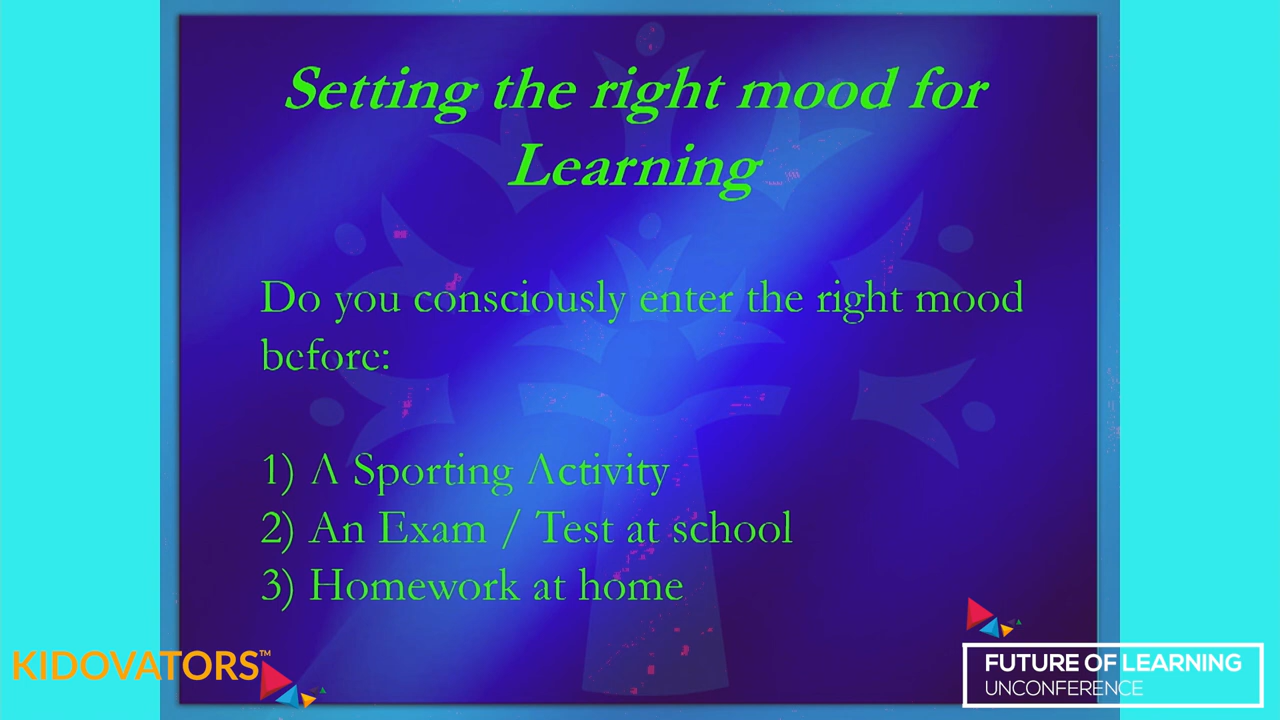 Setting the right mood for
Learning
Do you consciously enter the right mood
before:
1) A Sporting Activity
2) An Exam / Test at school
3) Homework at home
KIDOVATORS™
FUTURE OF LEARNING
UNCONFERENCE